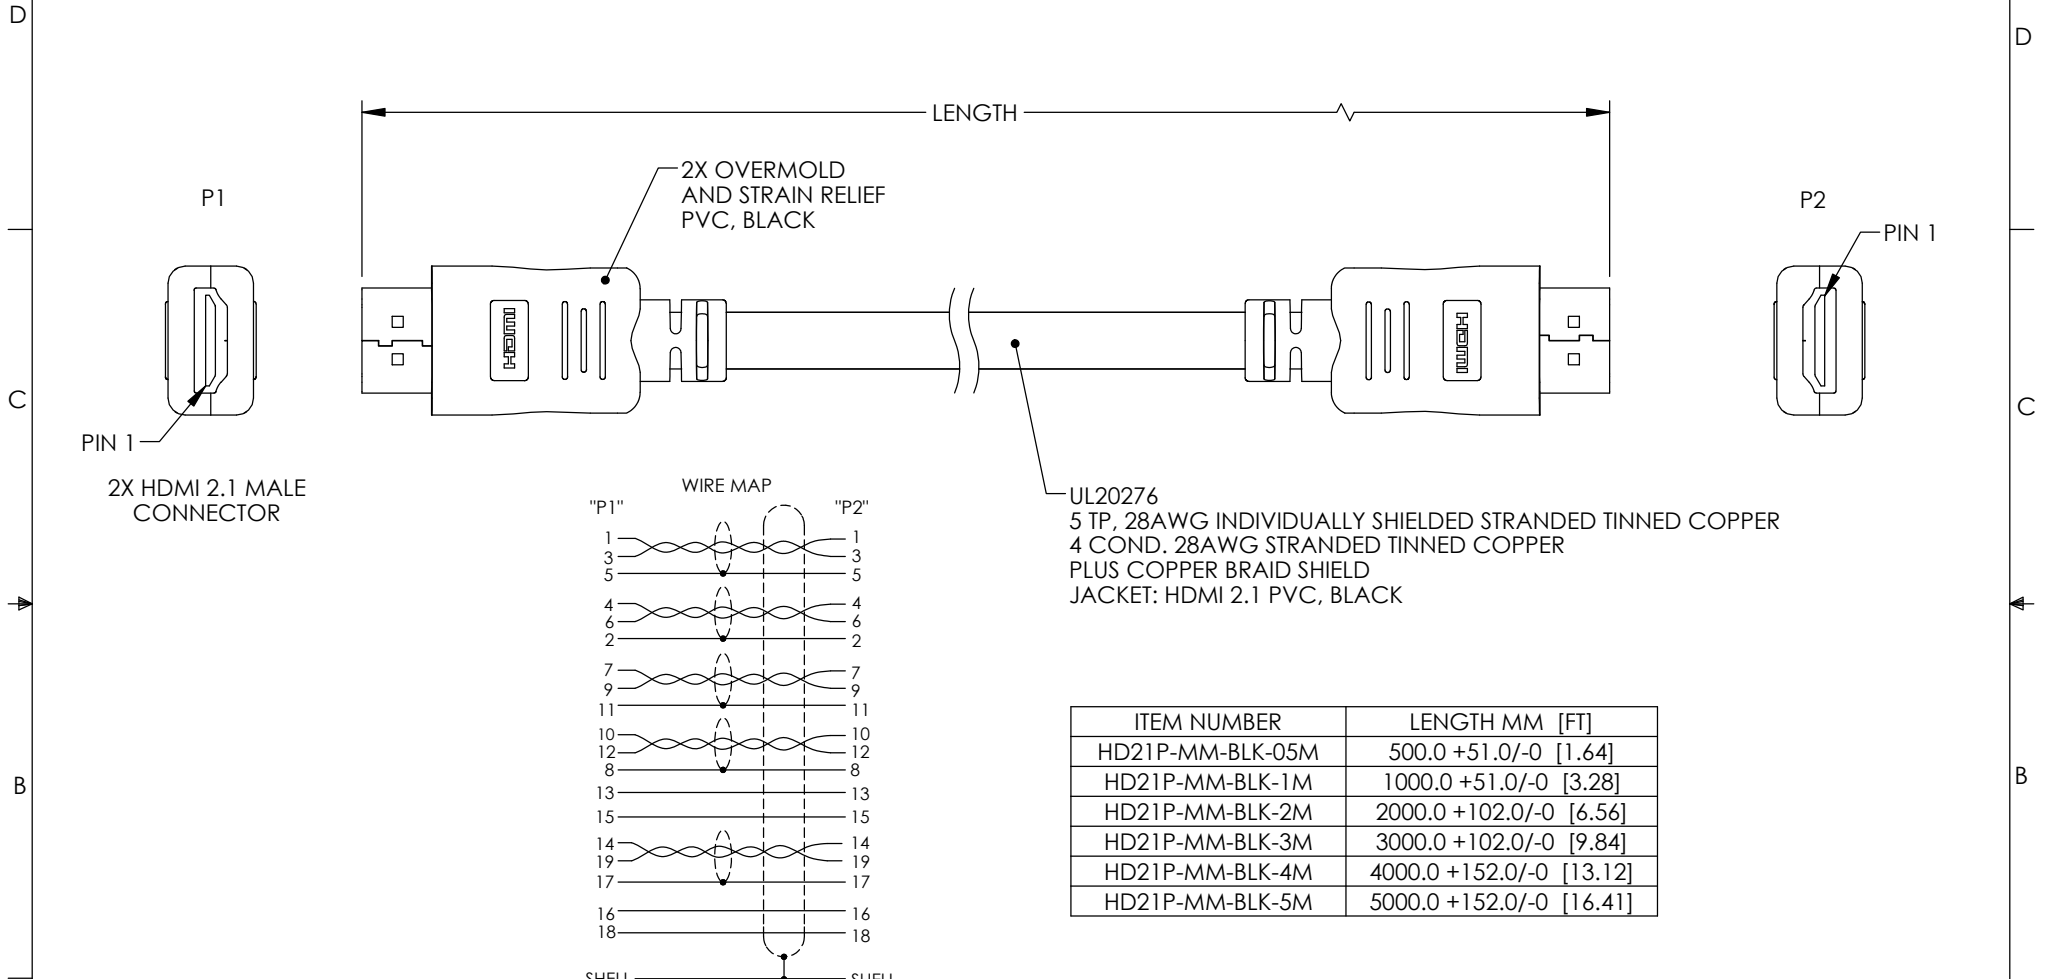 D
D
LENGTH
2X OVERMOLD
AND STRAIN RELIEF
PVC, BLACK
P1
P2
PIN 1
HDMI
HDMI
C
C
PIN 1
2X HDMI 2.1 MALE
CONNECTOR
WIRE MAP
"P1" "P2"
1 1
3 3
5 5
4 4
6 6
2 2
7 7
9 9
11 11
10 10
12 12
8 8
13 13
15 15
14 14
19 19
17 17
16 16
18 18
SHELL SHELL
UL20276
5 TP, 28AWG INDIVIDUALLY SHIELDED STRANDED TINNED COPPER
4 COND. 28AWG STRANDED TINNED COPPER
PLUS COPPER BRAID SHIELD
JACKET: HDMI 2.1 PVC, BLACK
B
B
ITEM NUMBER LENGTH MM [FT]
HD21P-MM-BLK-05M 500.0 +51.0/-0 [1.64]
HD21P-MM-BLK-1M 1000.0 +51.0/-0 [3.28]
HD21P-MM-BLK-2M 2000.0 +102.0/-0 [6.56]
HD21P-MM-BLK-3M 3000.0 +102.0/-0 [9.84]
HD21P-MM-BLK-4M 4000.0 +152.0/-0 [13.12]
HD21P-MM-BLK-5M 5000.0 +152.0/-0 [16.41]